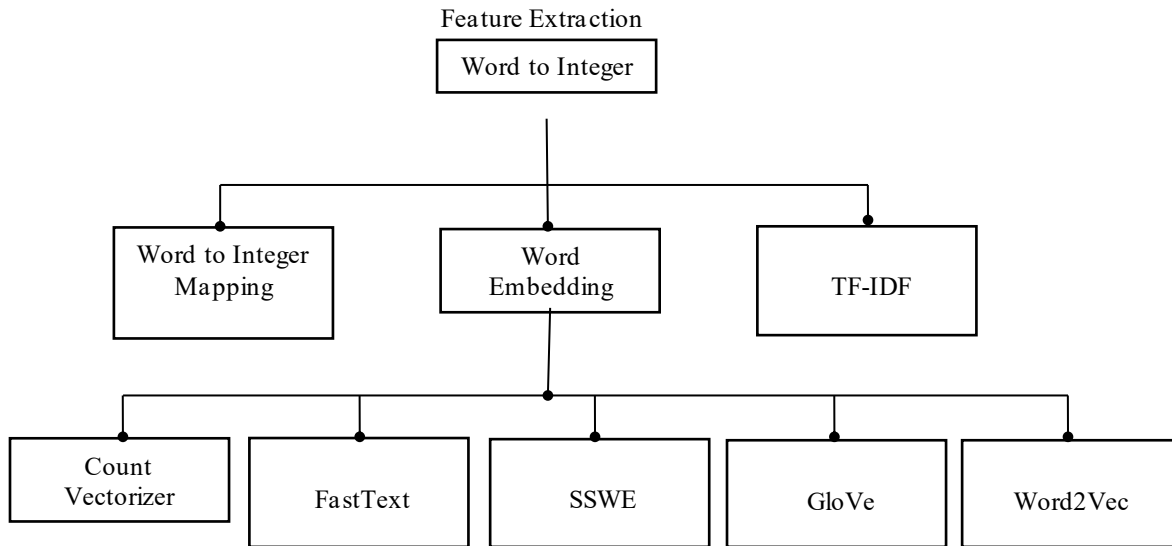 Feature Extraction
Word to Integer
Word to Integer
Mapping
Word
Embedding
TF-IDF
Count
Vectorizer
FastText
SSWE
GloVe
Word2Vec